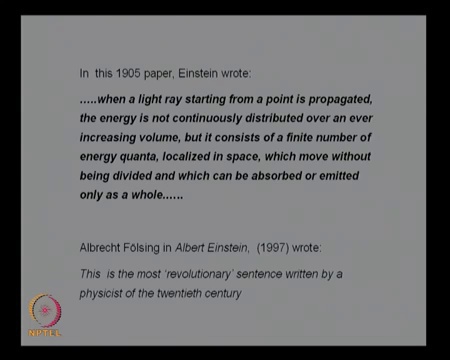 In this 1905 paper, Einstein wrote:
.....when a light ray starting from a point is propagated,
the energy is not continuously distributed over an ever
increasing volume, but it consists of a finite number of
energy quanta, localized in space, which move without
being divided and which can be absorbed or emitted
only as a whole......
Albrecht Fölsing in Albert Einstein, (1997) wrote:
This is the most ‘revolutionary’ sentence written by a
physicist of the twentieth century
NPTEL